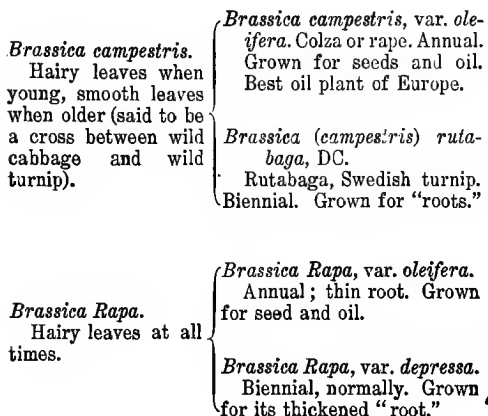 Brassica campestris.
Hairy leaves when
young, smooth leaves
when older (said to be
a cross between wild
cabbage and wild
turnip).
Brassica campestris, var. ole-
ifera. Colza or rape. Annual.
Grown for seeds and oil.
Best oil plant of Europe.
Brassica (campestris) ruta-
baga, DC.
Rutabaga, Swedish turnip.
Biennial. Grown for "roots."
Brassica Rapa.
Hairy leaves at all
times.
Brassica Rapa, var. oleifera.
Annual; thin root. Grown
for seed and oil.
Brassica Rapa, var. depressa.
Biennial, normally. Grown
for its thickened "root."